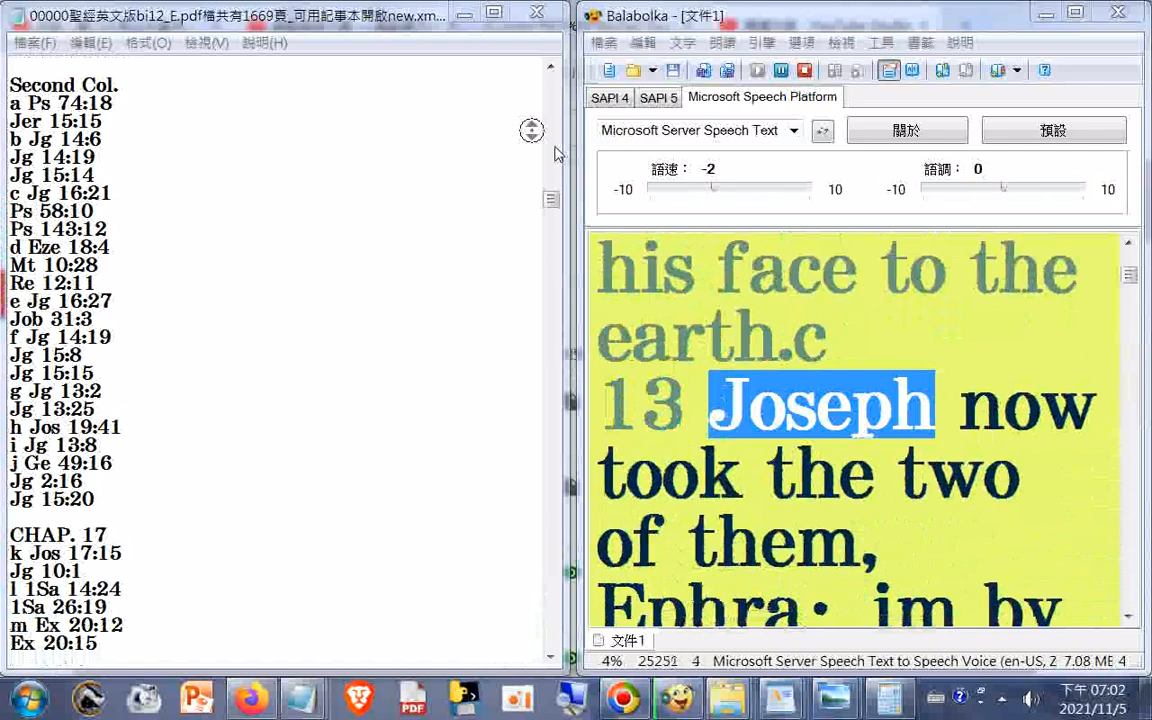 00000聖經英文版bi12_E.pdf檔共有1669頁_可用記事本開啟new.xm...
檔案(F) 編輯(E) 格式(O) 檢視(V) 說明(H)
Second Col.
a Ps 74:18
Jer 15:15
b Jg 14:6
Jg 14:19
Jg 15:14
c Jg 16:21
Ps 58:10
Ps 143:12
d Eze 18:4
Mt 10:28
Re 12:11
e Jg 16:27
Job 31:3
f Jg 14:19
Jg 15:8
Jg 15:15
g Jg 13:2
Jg 13:25
h Jos 19:41
i Jg 13:8
j Ge 49:16
Jg 2:16
Jg 15:20
CHAP. 17
k Jos 17:15
Jg 10:1
l 1Sa 14:24
1Sa 26:19
m Ex 20:12
Ex 20:15
Balabolka - [文件1]
檔案 編輯 文字 朗讀 引擎 選項 檢視 工具 書籤 說明
SAPI 4 SAPI 5 Microsoft Speech Platform
Microsoft Server Speech Text 關於 預設
語速： -2 語調： 0
-10 10 -10 10
his face to the
earth.c
13 Joseph now
took the two
of them,
Ephra· im by
文件1
4% 25251 4 Microsoft Server Speech Text to Speech Voice (en-US, 2 7.08 MB 4
下午 07:02
2021/11/5